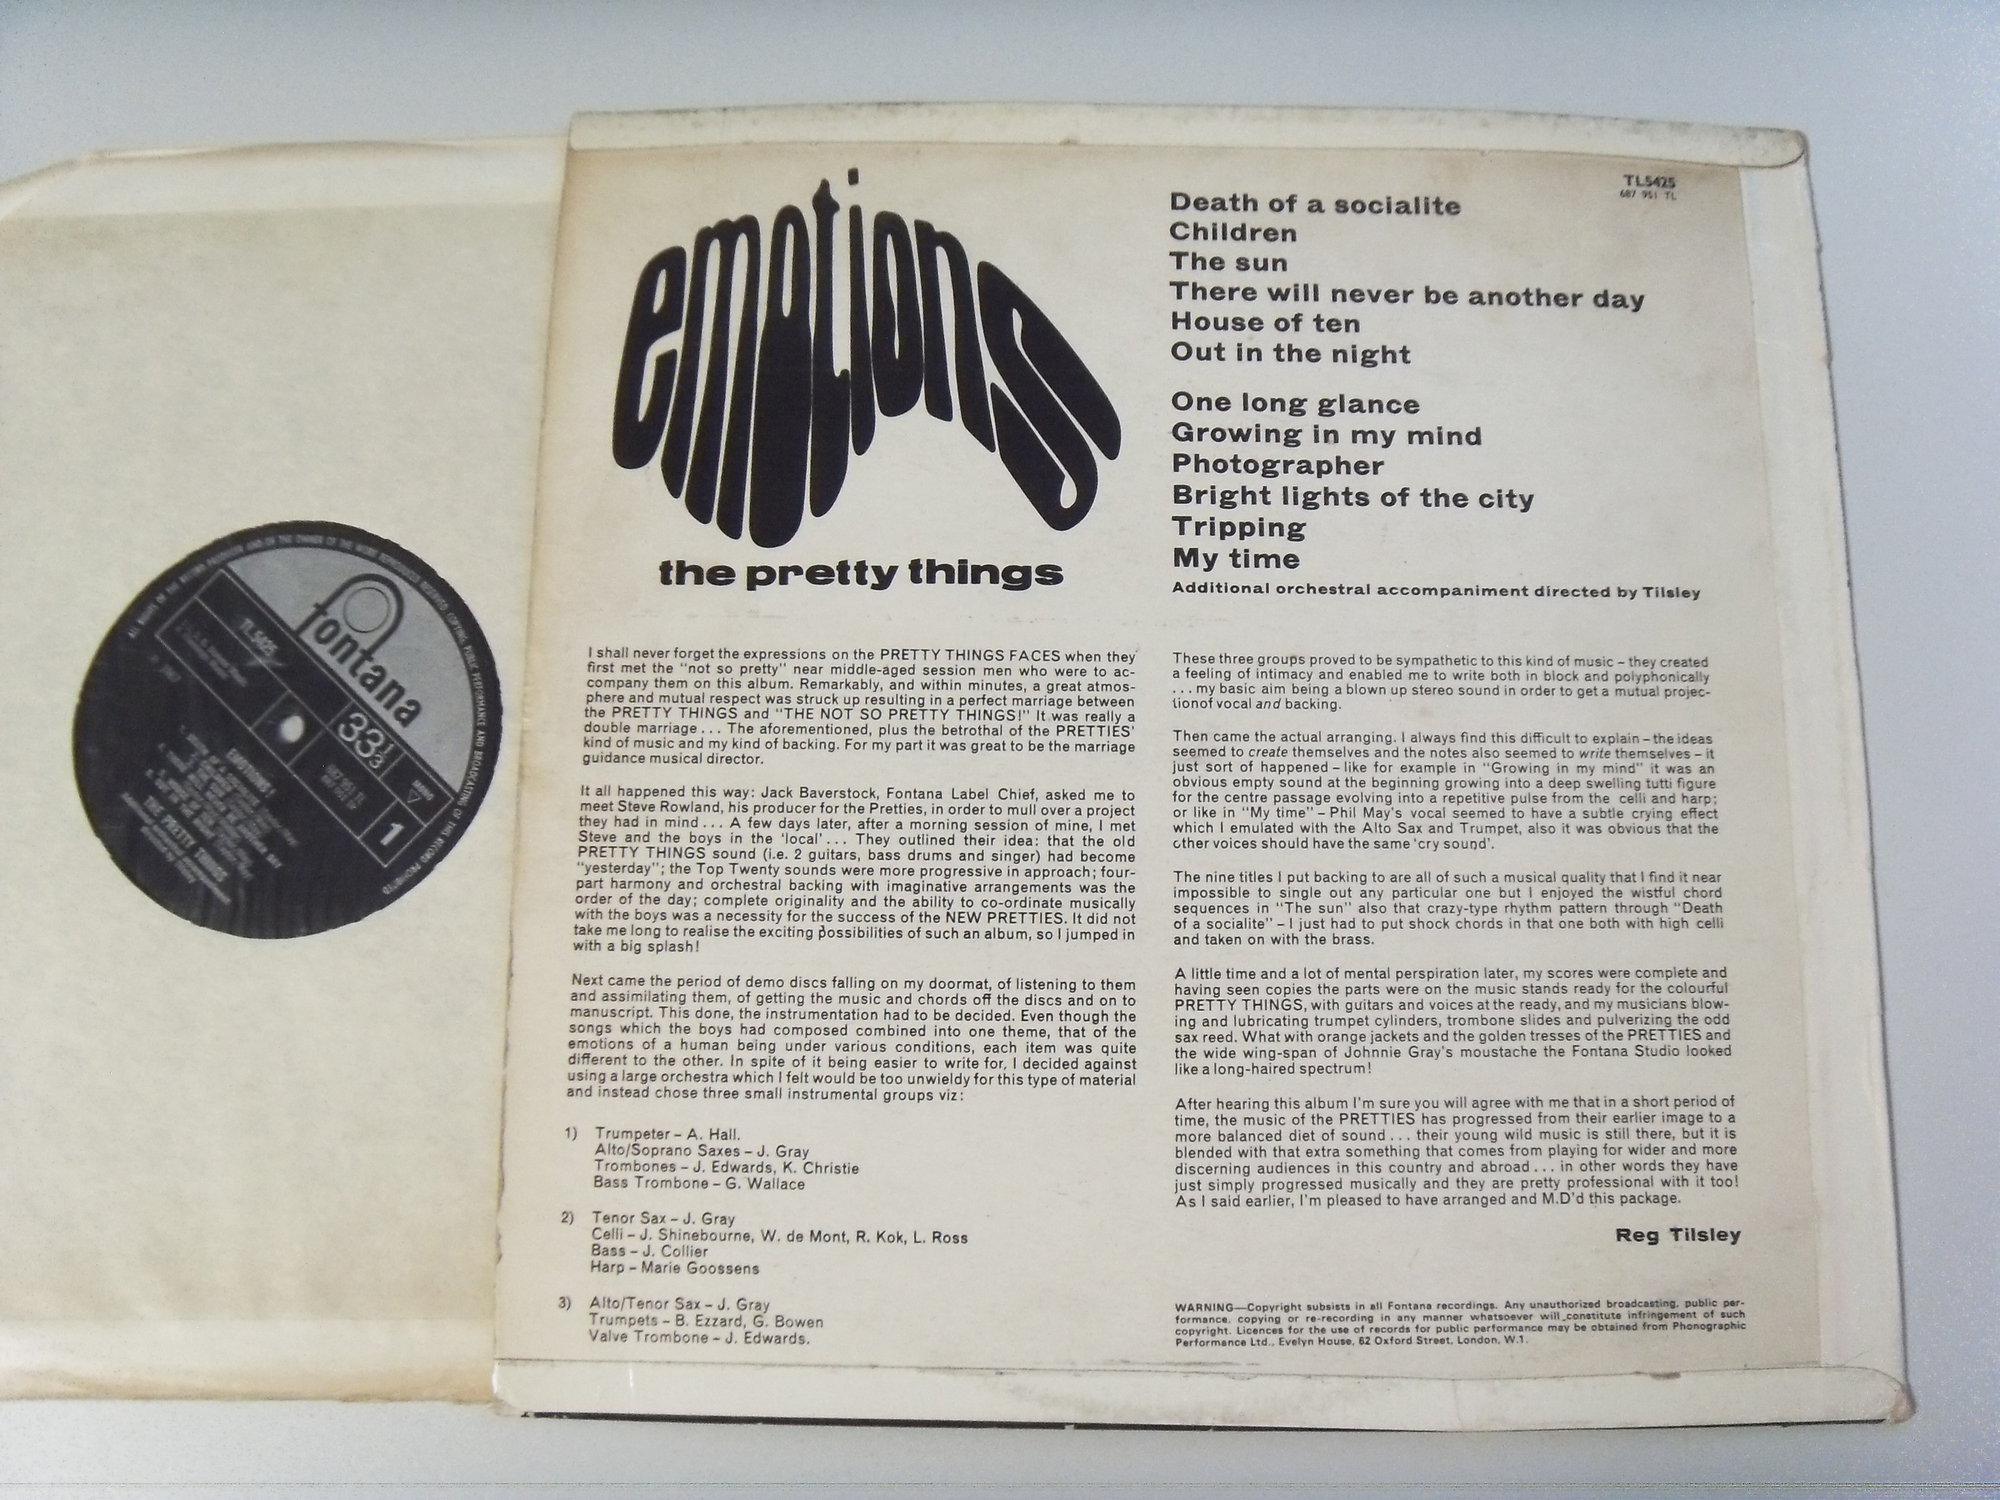 emotions
the pretty things
TL5425
687 951 TL
Death of a socialite
Children
The sun
There will never be another day
House of ten
Out in the night
One long glance
Growing in my mind
Photographer
Bright lights of the city
Tripping
My time
Additional orchestral accompaniment directed by Tilsley
I shall never forget the expressions on the PRETTY THINGS FACES when they
first met the "not so pretty" near middle-aged session men who were to ac-
company them on this album. Remarkably, and within minutes, a great atmos-
phere and mutual respect was struck up resulting in a perfect marriage between
the PRETTY THINGS and "THE NOT SO PRETTY THINGS!" It was really a
double marriage... The aforementioned, plus the betrothal of the PRETTIES'
kind of music and my kind of backing. For my part it was great to be the marriage
guidance musical director.
It all happened this way: Jack Baverstock, Fontana Label Chief, asked me to
meet Steve Rowland, his producer for the Pretties, in order to mull over a project
they had in mind... A few days later, after a morning session of mine, I met
Steve and the boys in the 'local'... They outlined their idea: that the old
PRETTY THINGS sound (i.e. 2 guitars, bass drums and singer) had become
"yesterday"; the Top Twenty sounds were more progressive in approach; four-
part harmony and orchestral backing with imaginative arrangements was the
order of the day; complete originality and the ability to co-ordinate musically
with the boys was a necessity for the success of the NEW PRETTIES. It did not
take me long to realise the exciting possibilities of such an album, so I jumped in
with a big splash!
Next came the period of demo discs falling on my doormat, of listening to them
and assimilating them, of getting the music and chords off the discs and on to
manuscript. This done, the instrumentation had to be decided. Even though the
songs which the boys had composed combined into one theme, that of the
emotions of a human being under various conditions, each item was quite
different to the other. In spite of it being easier to write for, I decided against
using a large orchestra which I felt would be too unwieldy for this type of material
and instead chose three small instrumental groups viz:
1) Trumpeter – A. Hall.
Alto/Soprano Saxes – J. Gray
Trombones – J. Edwards, K. Christie
Bass Trombone – G. Wallace
2) Tenor Sax – J. Gray
Celli – J. Shinebourne, W. de Mont, R. Kok, L. Ross
Bass – J. Collier
Harp – Marie Goossens
3) Alto/Tenor Sax – J. Gray
Trumpets – B. Ezzard, G. Bowen
Valve Trombone – J. Edwards.
These three groups proved to be sympathetic to this kind of music – they created
a feeling of intimacy and enabled me to write both in block and polyphonically
... my basic aim being a blown up stereo sound in order to get a mutual projec-
tionof vocal and backing.
Then came the actual arranging. I always find this difficult to explain – the ideas
seemed to create themselves and the notes also seemed to write themselves – it
just sort of happened – like for example in "Growing in my mind" it was an
obvious empty sound at the beginning growing into a deep swelling tutti figure
for the centre passage evolving into a repetitive pulse from the celli and harp;
or like in "My time" – Phil May's vocal seemed to have a subtle crying effect
which I emulated with the Alto Sax and Trumpet, also it was obvious that the
other voices should have the same 'cry sound'.
The nine titles I put backing to are all of such a musical quality that I find it near
impossible to single out any particular one but I enjoyed the wistful chord
sequences in "The sun" also that crazy-type rhythm pattern through "Death
of a socialite" – I just had to put shock chords in that one both with high celli
and taken on with the brass.
A little time and a lot of mental perspiration later, my scores were complete and
having seen copies the parts were on the music stands ready for the colourful
PRETTY THINGS, with guitars and voices at the ready, and my musicians blow-
ing and lubricating trumpet cylinders, trombone slides and pulverizing the odd
sax reed. What with orange jackets and the golden tresses of the PRETTIES and
the wide wing-span of Johnnie Gray's moustache the Fontana Studio looked
like a long-haired spectrum!
After hearing this album I'm sure you will agree with me that in a short period of
time, the music of the PRETTIES has progressed from their earlier image to a
more balanced diet of sound... their young wild music is still there, but it is
blended with that extra something that comes from playing for wider and more
discerning audiences in this country and abroad... in other words they have
just simply progressed musically and they are pretty professional with it too!
As I said earlier, I'm pleased to have arranged and M.D'd this package.
Reg Tilsley
WARNING—Copyright subsists in all Fontana recordings. Any unauthorized broadcasting, public per-
formance, copying or re-recording in any manner whatsoever will constitute infringement of such
copyright. Licences for the use of records for public performance may be obtained from Phonographic
Performance Ltd., Evelyn House, 62 Oxford Street, London, W.1.
fontana
TL5425
33 1/3
MONO
1
EMOTIONS!
THE PRETTY THINGS